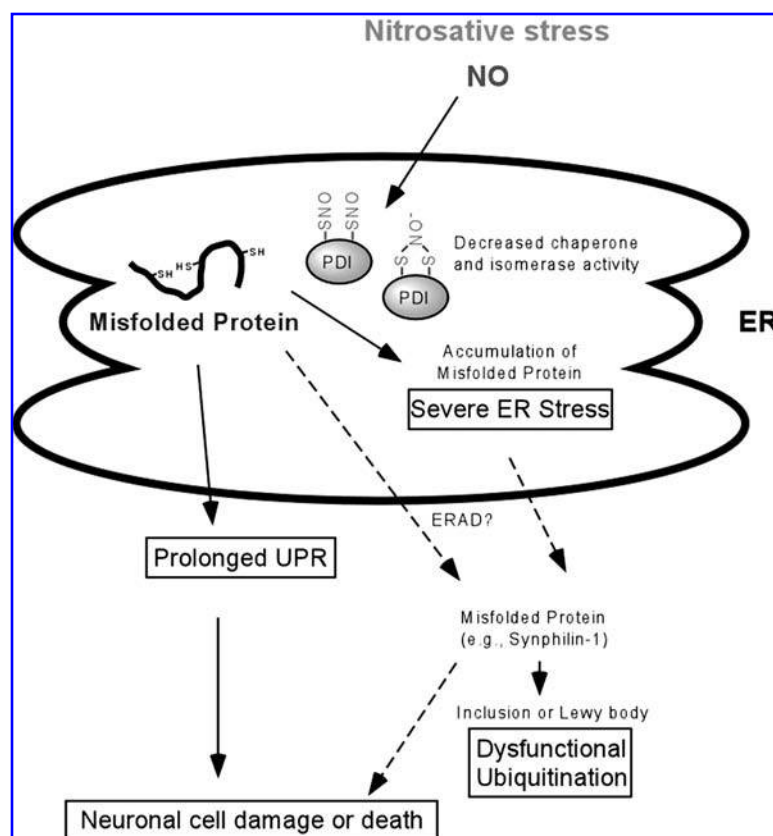 Nitrosative stress
NO
-SNO
-SNO
PDI
NO-
-S
S-
PDI
Decreased chaperone
and isomerase activity
-SH
HS-
-SH
Misfolded Protein
ER
Accumulation of
Misfolded Protein
Severe ER Stress
ERAD?
Prolonged UPR
Misfolded Protein
(e.g., Synphilin-1)
Inclusion or Lewy body
Dysfunctional
Ubiquitination
Neuronal cell damage or death